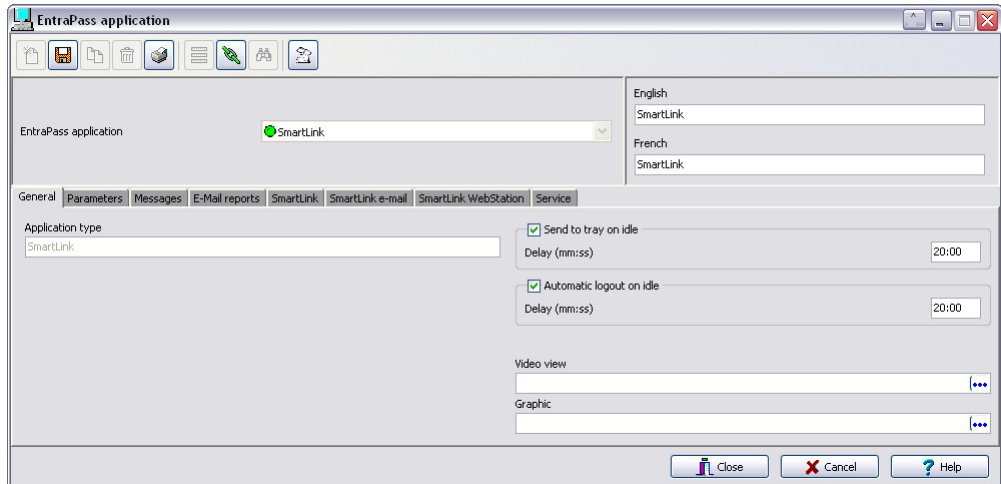 EntraPass application
English
SmartLink
EntraPass application
SmartLink
French
SmartLink
General Parameters Messages E-Mail reports SmartLink SmartLink e-mail SmartLink WebStation Service
Application type
SmartLink
Send to tray on idle
Delay (mm:ss) 20:00
Automatic logout on idle
Delay (mm:ss) 20:00
Video view
Graphic
Close Cancel ? Help